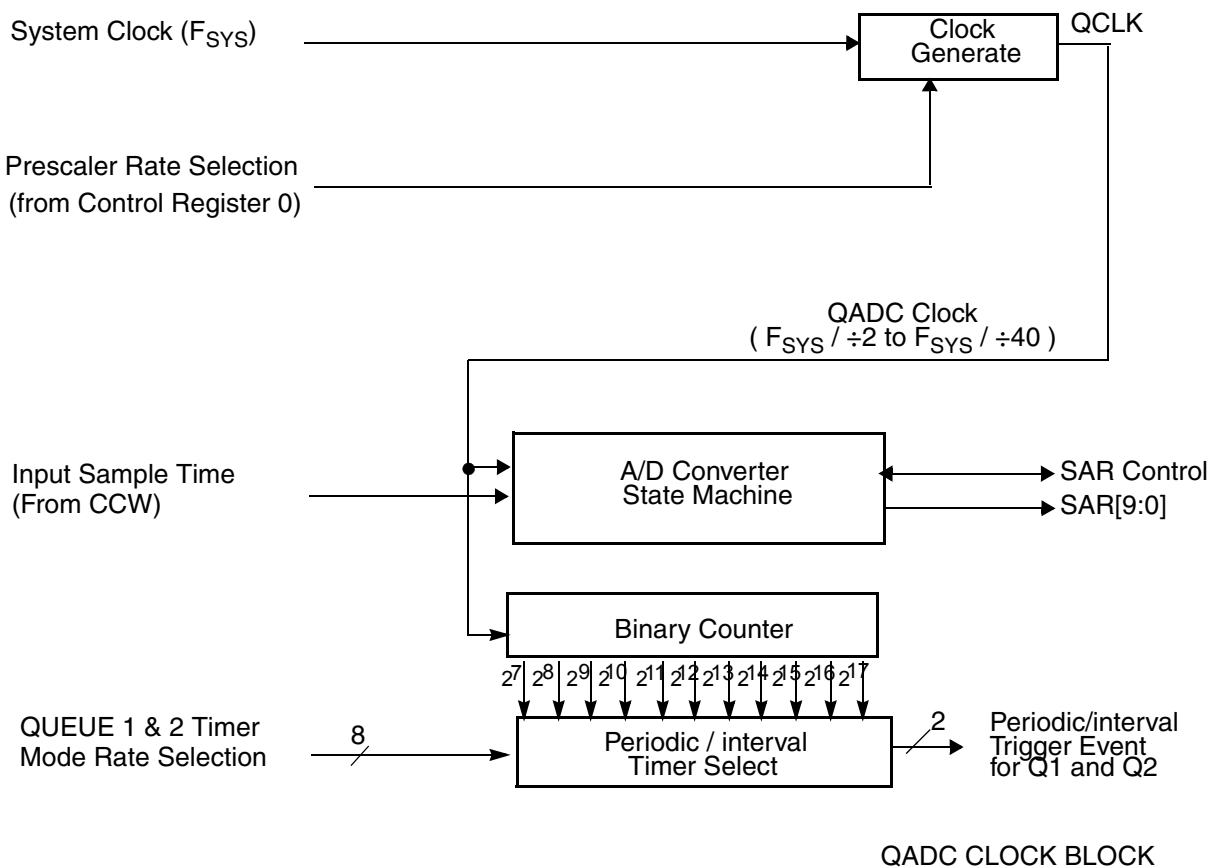 System Clock (FSYS)
Clock
Generate
QCLK
Prescaler Rate Selection
(from Control Register 0)
QADC Clock
( FSYS / ÷2 to FSYS / ÷40 )
Input Sample Time
(From CCW)
A/D Converter
State Machine
SAR Control
SAR[9:0]
Binary Counter
2^7 2^8 2^9 2^10 2^11 2^12 2^13 2^14 2^15 2^16 2^17
QUEUE 1 & 2 Timer
Mode Rate Selection
8
Periodic / interval
Timer Select
2
Periodic/interval
Trigger Event
for Q1 and Q2
QADC CLOCK BLOCK